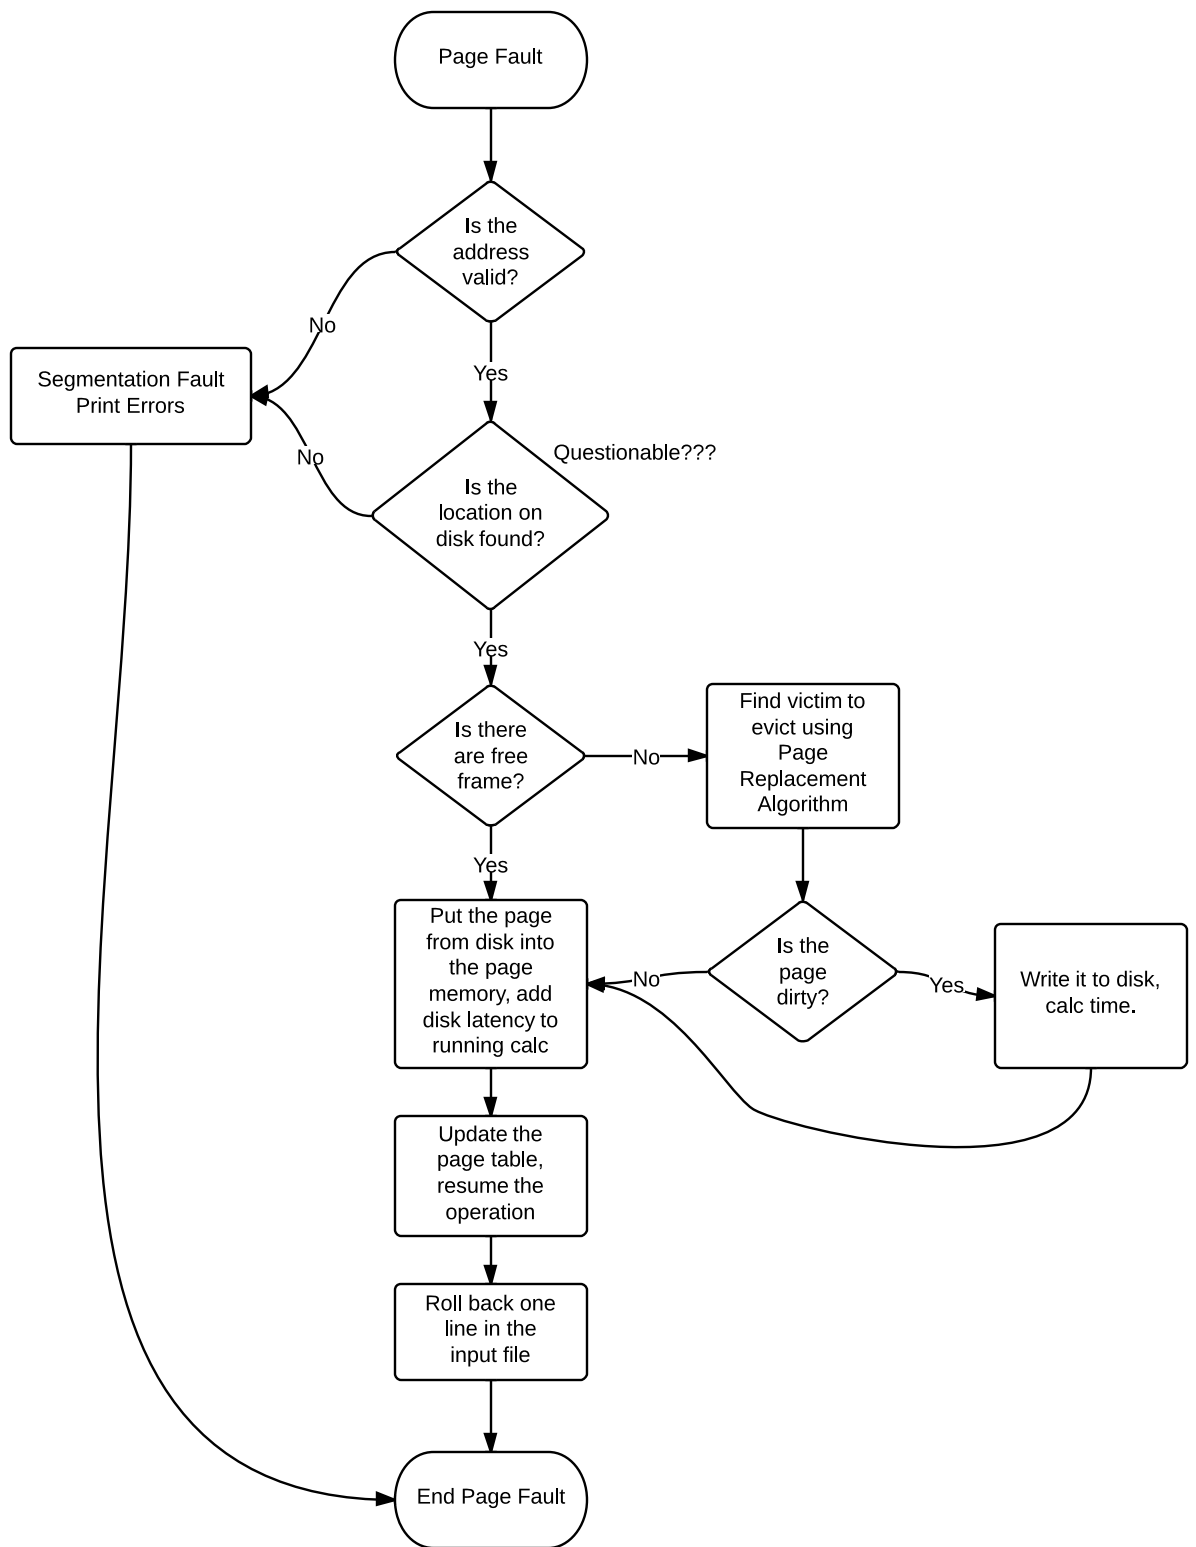 Page Fault
Is the
address
valid?
No
Yes
Segmentation Fault
Print Errors
No
Questionable???
Is the
location on
disk found?
Yes
Is there
are free
frame?
No
Find victim to
evict using
Page
Replacement
Algorithm
Yes
Put the page
from disk into
the page
memory, add
disk latency to
running calc
No
Is the
page
dirty?
Yes
Write it to disk,
calc time.
Update the
page table,
resume the
operation
Roll back one
line in the
input file
End Page Fault